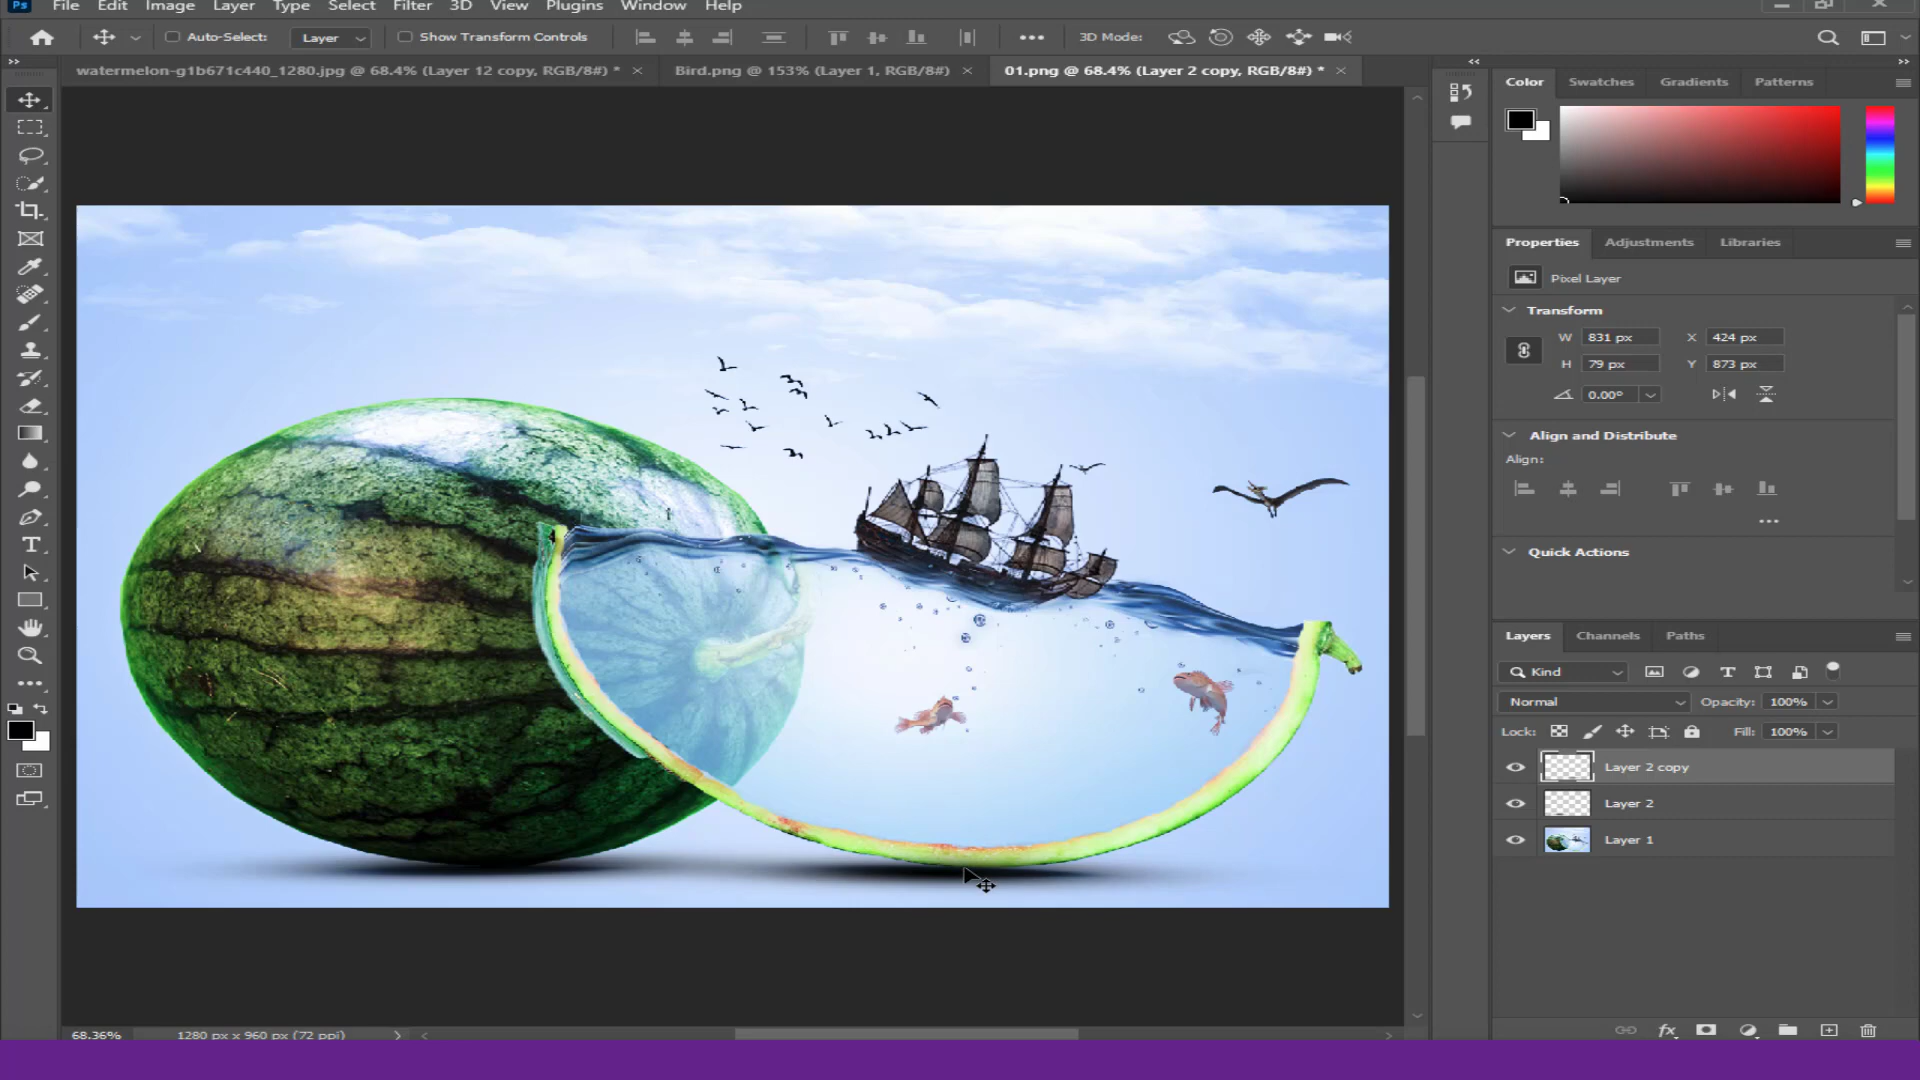 Ps File Edit Image Layer Type Select Filter 3D View Plugins Window Help
Auto-Select: Layer Show Transform Controls 3D Mode:
watermelon-g1b671c440_1280.jpg @ 68.4% (Layer 12 copy, RGB/8#) * Bird.png @ 153% (Layer 1, RGB/8#) 01.png @ 68.4% (Layer 2 copy, RGB/8#) *
Color Swatches Gradients Patterns
Properties Adjustments Libraries
Pixel Layer
Transform
W 831 px X 424 px
H 79 px Y 873 px
0.00°
Align and Distribute
Align:
Quick Actions
Layers Channels Paths
Kind
Normal Opacity: 100%
Lock: Fill: 100%
Layer 2 copy
Layer 2
Layer 1
fx
68.36% 1280 px x 960 px (72 ppi)